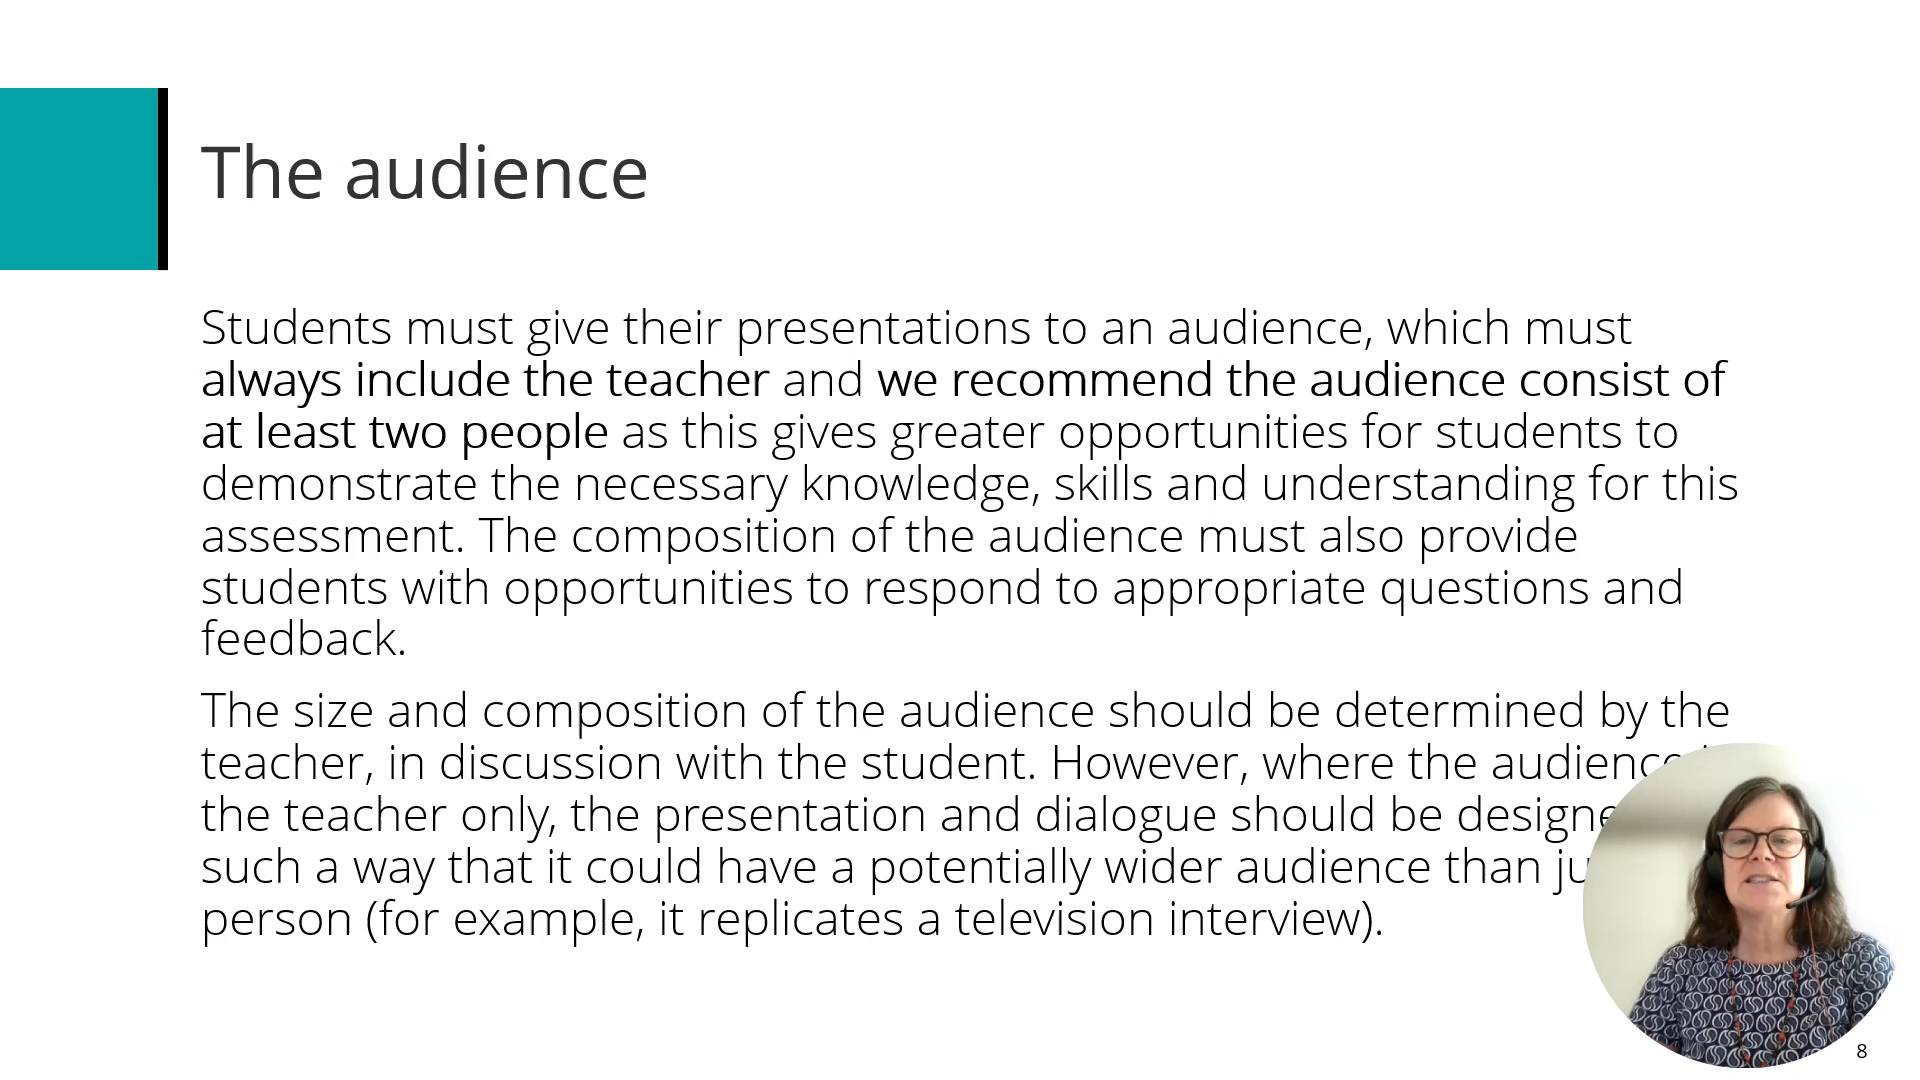 The audience
Students must give their presentations to an audience, which must
always include the teacher and we recommend the audience consist of
at least two people as this gives greater opportunities for students to
demonstrate the necessary knowledge, skills and understanding for this
assessment. The composition of the audience must also provide
students with opportunities to respond to appropriate questions and
feedback.
The size and composition of the audience should be determined by the
teacher, in discussion with the student. However, where the audience
the teacher only, the presentation and dialogue should be
such a way that it could have a potentially wider audience than
person (for example, it replicates a television interview).
8